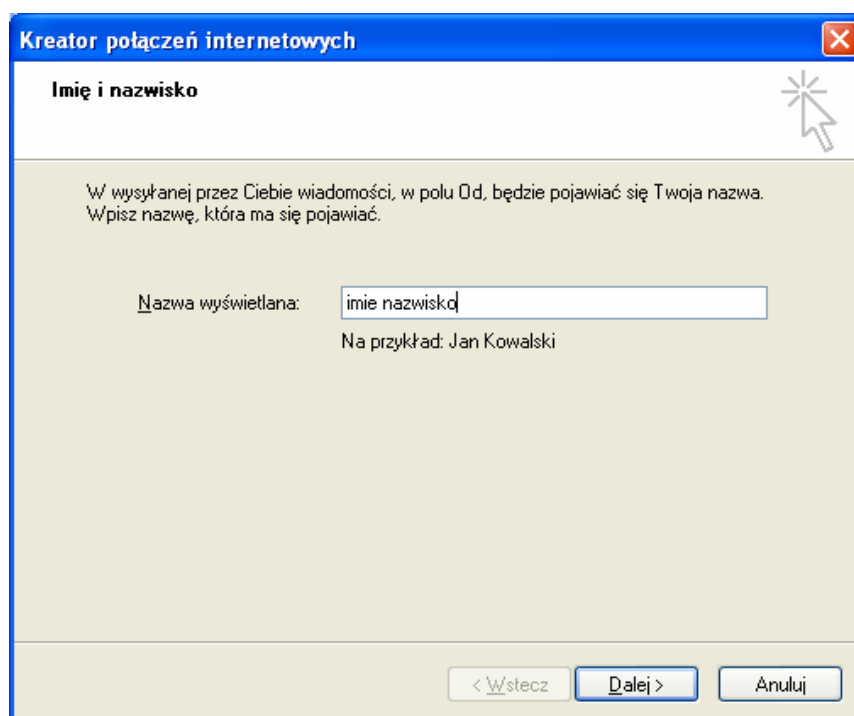 Kreator połączeń internetowych
Imię i nazwisko
W wysyłanej przez Ciebie wiadomości, w polu Od, będzie pojawiać się Twoja nazwa.
Wpisz nazwę, która ma się pojawiać.
Nazwa wyświetlana: imie nazwisko
Na przykład: Jan Kowalski
< Wstecz Dalej > Anuluj